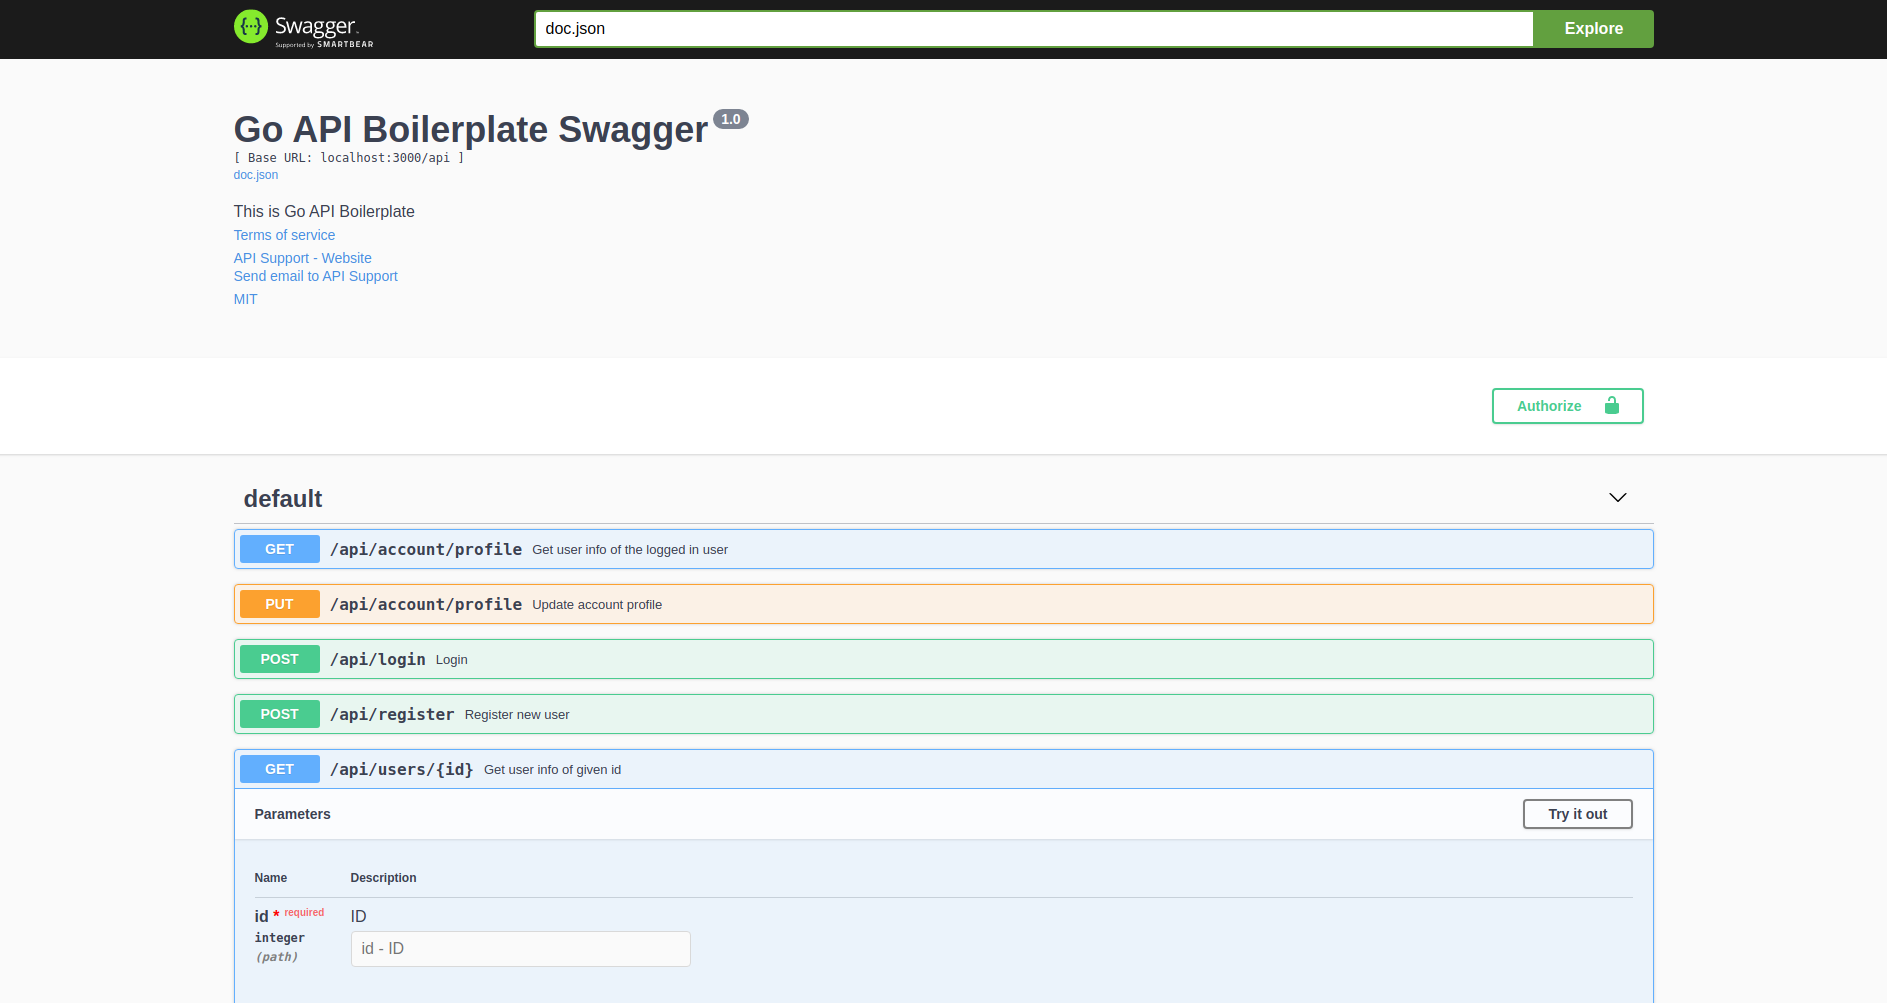 {···} Swagger
Supported by SMARTBEAR
doc.json
Explore
Go API Boilerplate Swagger 1.0
[ Base URL: localhost:3000/api ]
doc.json
This is Go API Boilerplate
Terms of service
API Support - Website
Send email to API Support
MIT
Authorize
default
GET /api/account/profile Get user info of the logged in user
PUT /api/account/profile Update account profile
POST /api/login Login
POST /api/register Register new user
GET /api/users/{id} Get user info of given id
Parameters
Try it out
Name Description
id * required ID
integer
id - ID
(path)